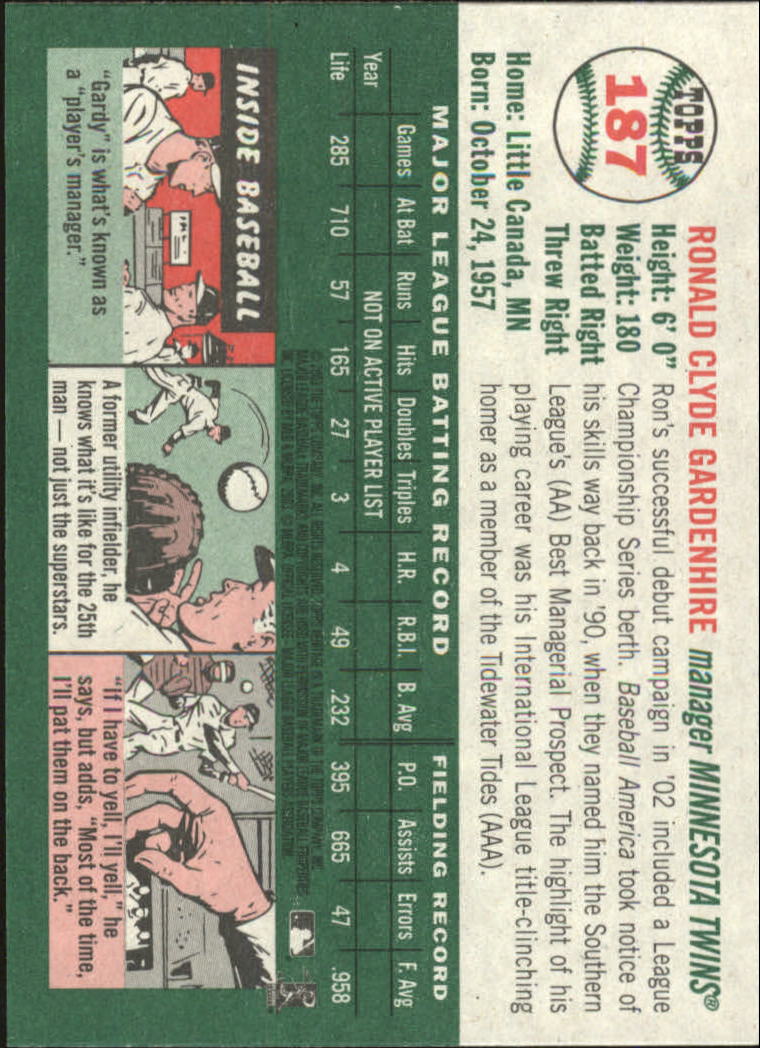 TOPPS
187
RONALD CLYDE GARDENHIRE manager MINNESOTA TWINS®
Height: 6' 0"
Weight: 180
Batted Right
Threw Right
Home: Little Canada, MN
Born: October 24, 1957
Ron's successful debut campaign in '02 included a League
Championship Series berth. Baseball America took notice of
his skills way back in '90, when they named him the Southern
League's (AA) Best Managerial Prospect. The highlight of his
playing career was his International League title-clinching
homer as a member of the Tidewater Tides (AAA).
MAJOR LEAGUE BATTING RECORD FIELDING RECORD
Games At Bat Runs Hits Doubles Triples H.R. R.B.I. B. Avg P.O. Assists Errors F. Avg
Year NOT ON ACTIVE PLAYER LIST
Life 285 710 57 165 27 3 4 49 .232 395 665 47 .958
INSIDE BASEBALL
"Gardy" is what's known as
a "player's manager."
A former utility infielder, he
knows what it's like for the 25th
man — not just the superstars.
"If I have to yell, I'll yell," he
says, but adds, "Most of the time,
I'll pat them on the back."